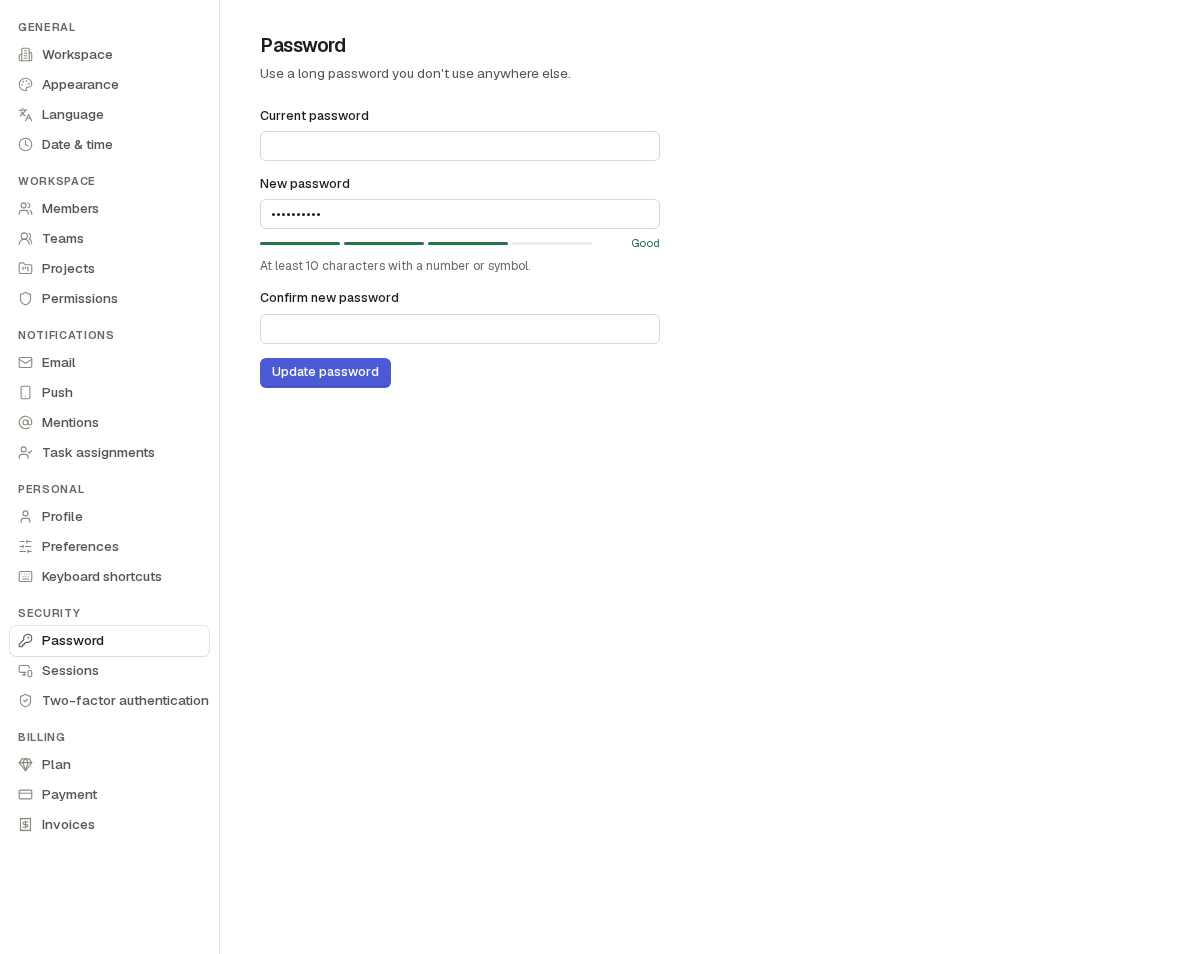 GENERAL
Workspace
Appearance
Language
Date & time
WORKSPACE
Members
Teams
Projects
Permissions
NOTIFICATIONS
Email
Push
Mentions
Task assignments
PERSONAL
Profile
Preferences
Keyboard shortcuts
SECURITY
Password
Sessions
Two-factor authentication
BILLING
Plan
Payment
Invoices
Password
Use a long password you don't use anywhere else.
Current password
New password
••••••••••
Good
At least 10 characters with a number or symbol.
Confirm new password
Update password